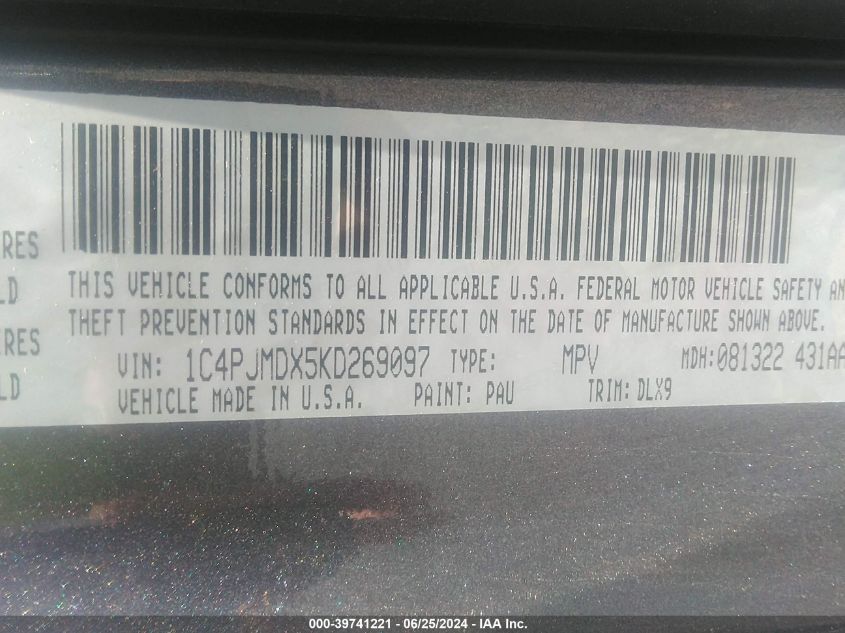 THIS VEHICLE CONFORMS TO ALL APPLICABLE U.S.A. FEDERAL MOTOR VEHICLE SAFETY AN
THEFT PREVENTION STANDARDS IN EFFECT ON THE DATE OF MANUFACTURE SHOWN ABOVE.
VIN: 1C4PJMDX5KD269097 TYPE: MPV MDH:081322 431AA
VEHICLE MADE IN U.S.A. PAINT: PAU TRIM: DLX9
RES
LD
IRES
LD
000-39741221 - 06/25/2024 - IAA Inc.